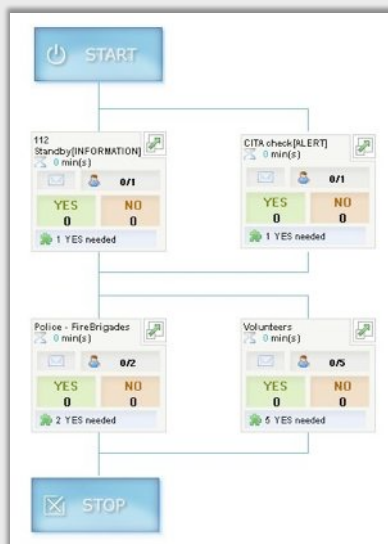 START
112
Standby[INFORMATION]
0 min(s)
0/1
YES NO
0 0
1 YES needed
CITA check[ALERT]
0 min(s)
0/1
YES NO
0 0
1 YES needed
Police - FireBrigades
0 min(s)
0/2
YES NO
0 0
2 YES needed
Volunteers
0 min(s)
0/5
YES NO
0 0
5 YES needed
STOP